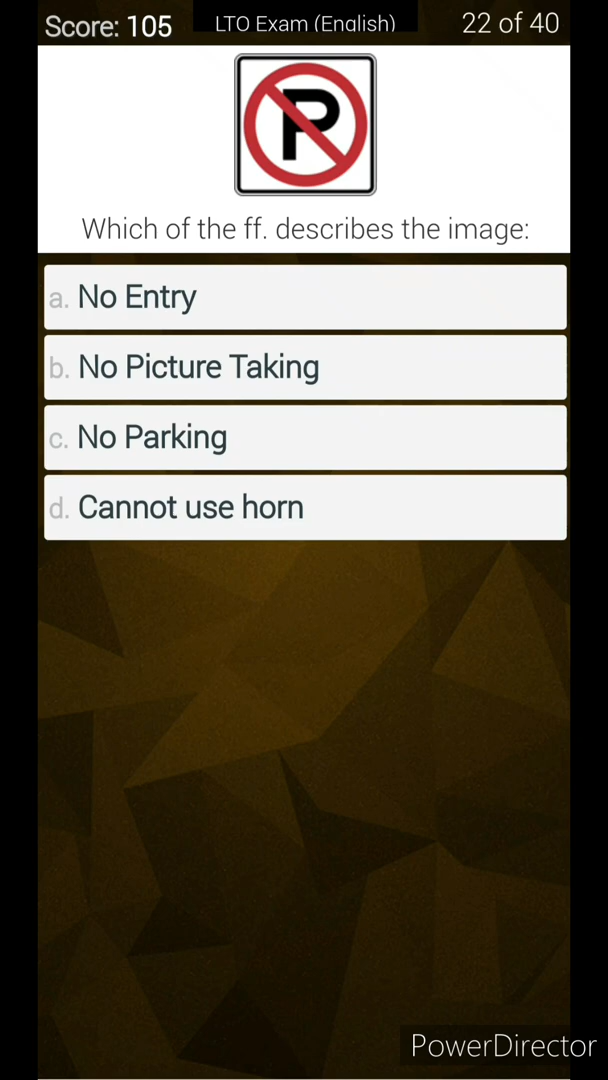 Score: 105
LTO Exam (English)
22 of 40
P
Which of the ff. describes the image:
a. No Entry
b. No Picture Taking
c. No Parking
d. Cannot use horn
PowerDirector